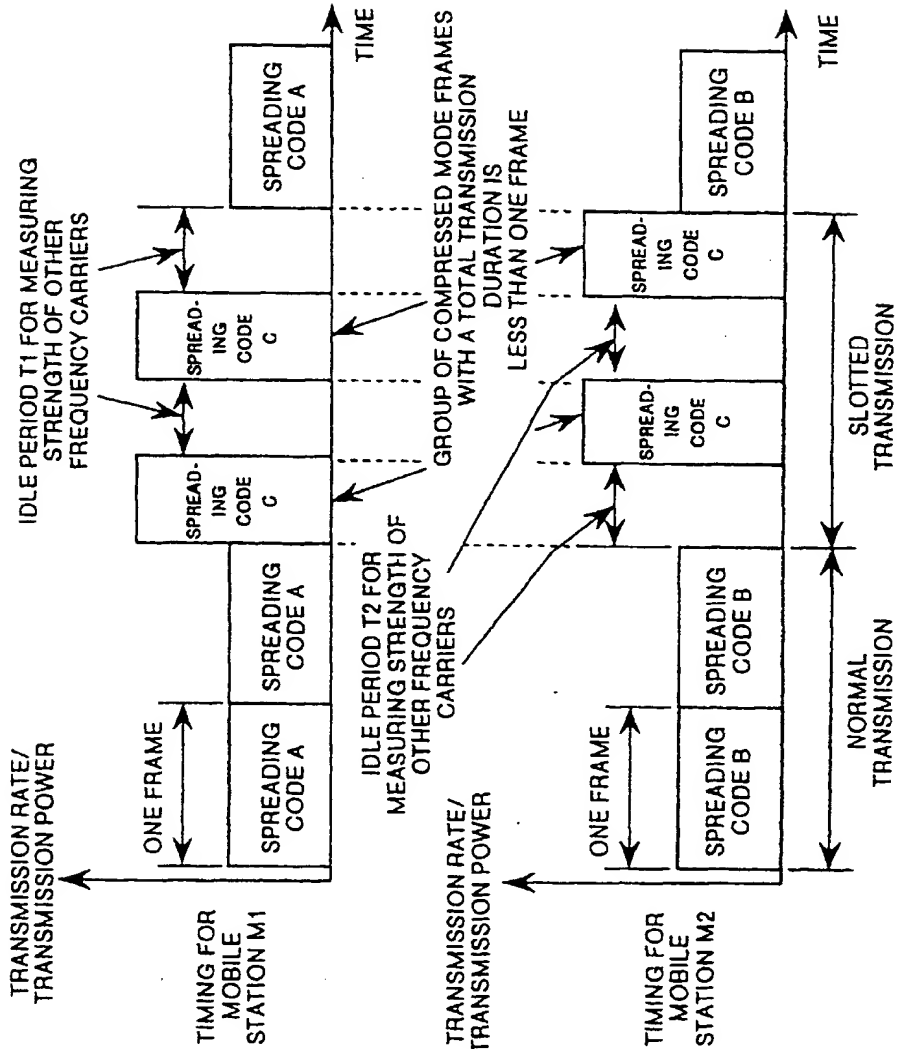 TRANSMISSION RATE/
TRANSMISSION POWER
TIMING FOR
MOBILE
STATION M1
ONE FRAME
SPREADING
CODE A
SPREADING
CODE A
SPREAD-
ING
CODE
C
SPREAD-
ING
CODE
C
SPREADING
CODE A
TIME
IDLE PERIOD T1 FOR MEASURING
STRENGTH OF OTHER
FREQUENCY CARRIERS
GROUP OF COMPRESSED MODE FRAMES
WITH A TOTAL TRANSMISSION
DURATION IS
LESS THAN ONE FRAME
IDLE PERIOD T2 FOR
MEASURING STRENGTH OF
OTHER FREQUENCY
CARRIERS
TRANSMISSION RATE/
TRANSMISSION POWER
TIMING FOR
MOBILE
STATION M2
ONE FRAME
SPREADING
CODE B
SPREADING
CODE B
SPREAD-
ING
CODE
C
SPREAD-
ING
CODE
C
SPREADING
CODE B
TIME
NORMAL
TRANSMISSION
SLOTTED
TRANSMISSION